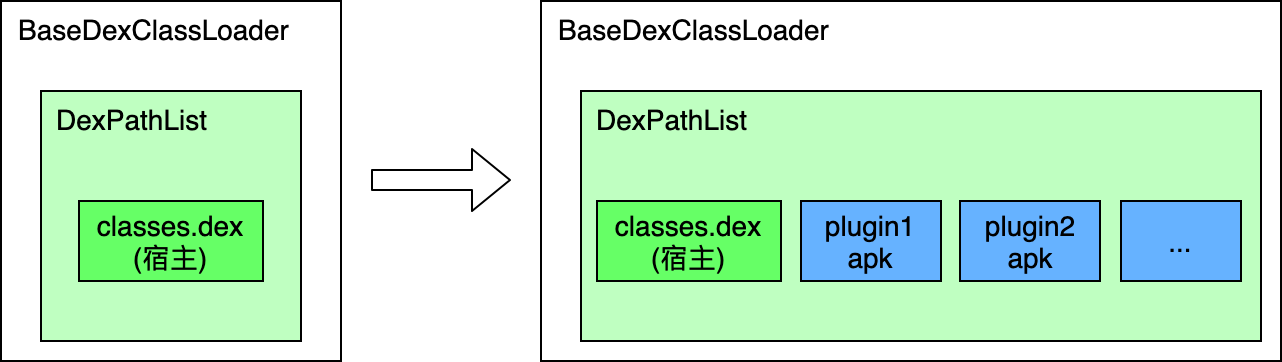 BaseDexClassLoader
DexPathList
classes.dex
(宿主)
BaseDexClassLoader
DexPathList
classes.dex
(宿主)
plugin1
apk
plugin2
apk
...